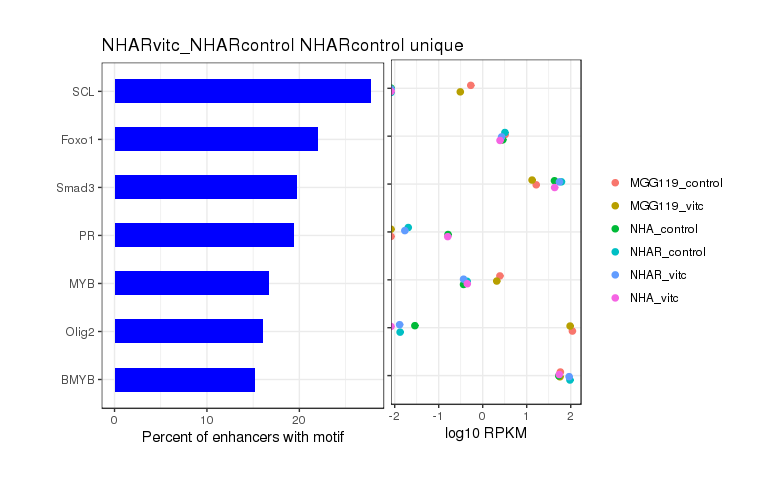 NHARvitc_NHARcontrol NHARcontrol unique
SCL
Foxo1
Smad3
PR
MYB
Olig2
BMYB
0 10 20
Percent of enhancers with motif
-2 -1 0 1 2
log10 RPKM
MGG119_control
MGG119_vitc
NHA_control
NHAR_control
NHAR_vitc
NHA_vitc